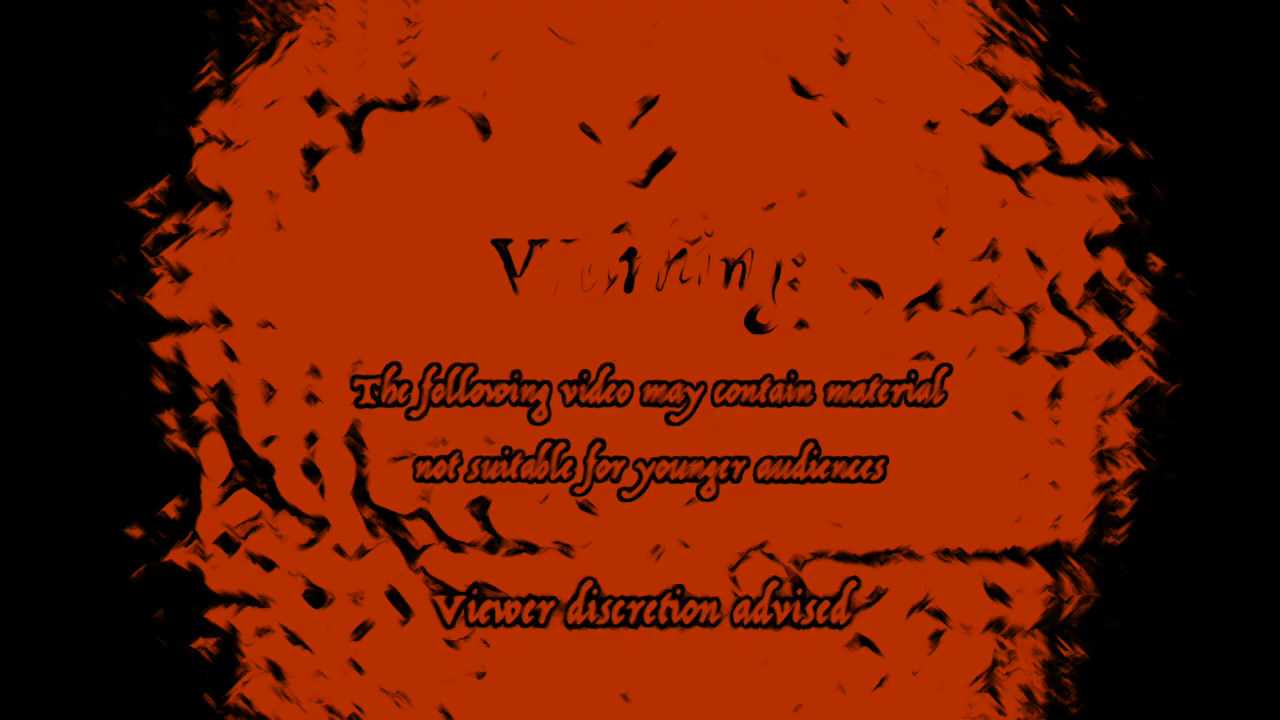 The following video may contain material
not suitable for younger audiences
Viewer discretion advised